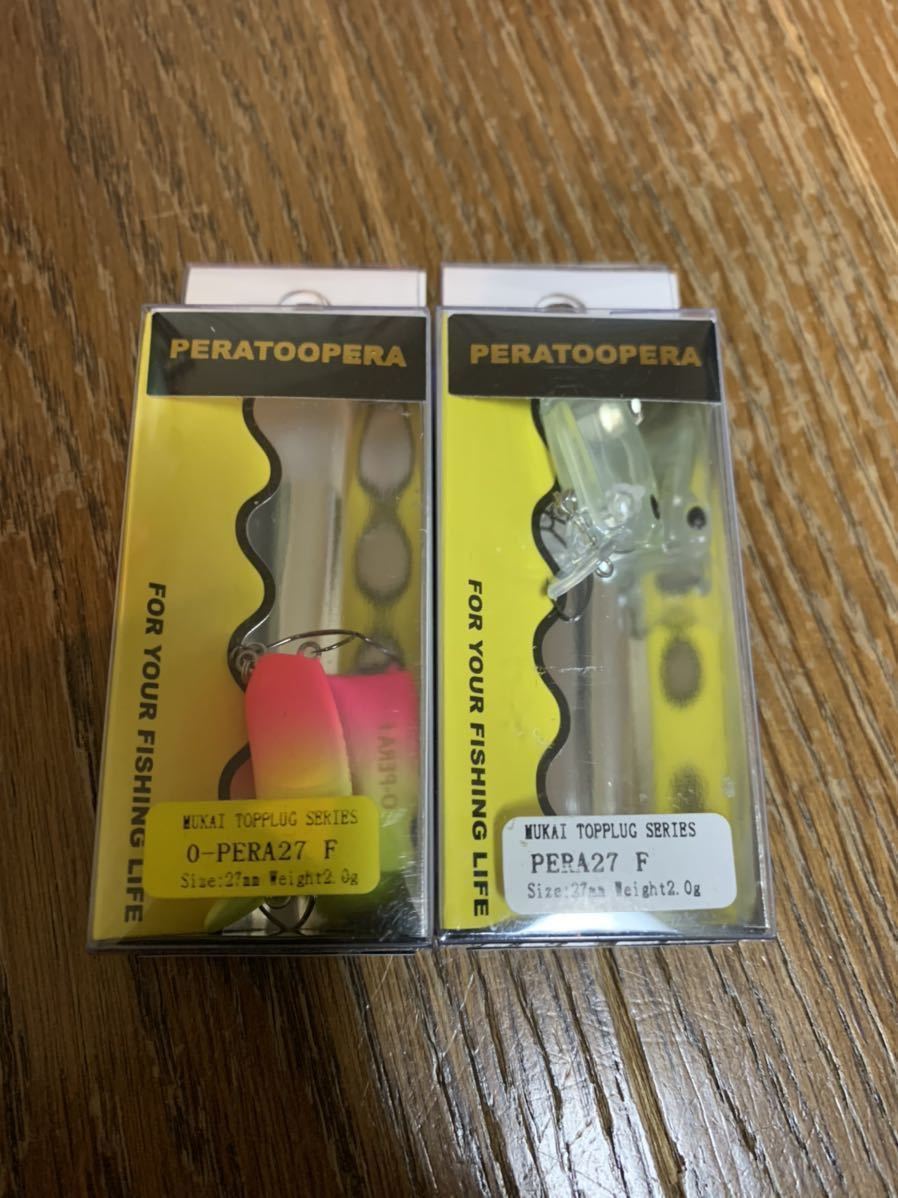 PERATOOPERA
FOR YOUR FISHING LIFE
O-PERA
MUKAI TOPPLUG SERIES
O-PERA27 F
Size:27mm Weight2.0g
PERATOOPERA
FOR YOUR FISHING LIFE
MUKAI TOPPLUG SERIES
PERA27 F
Size:27mm Weight2.0g